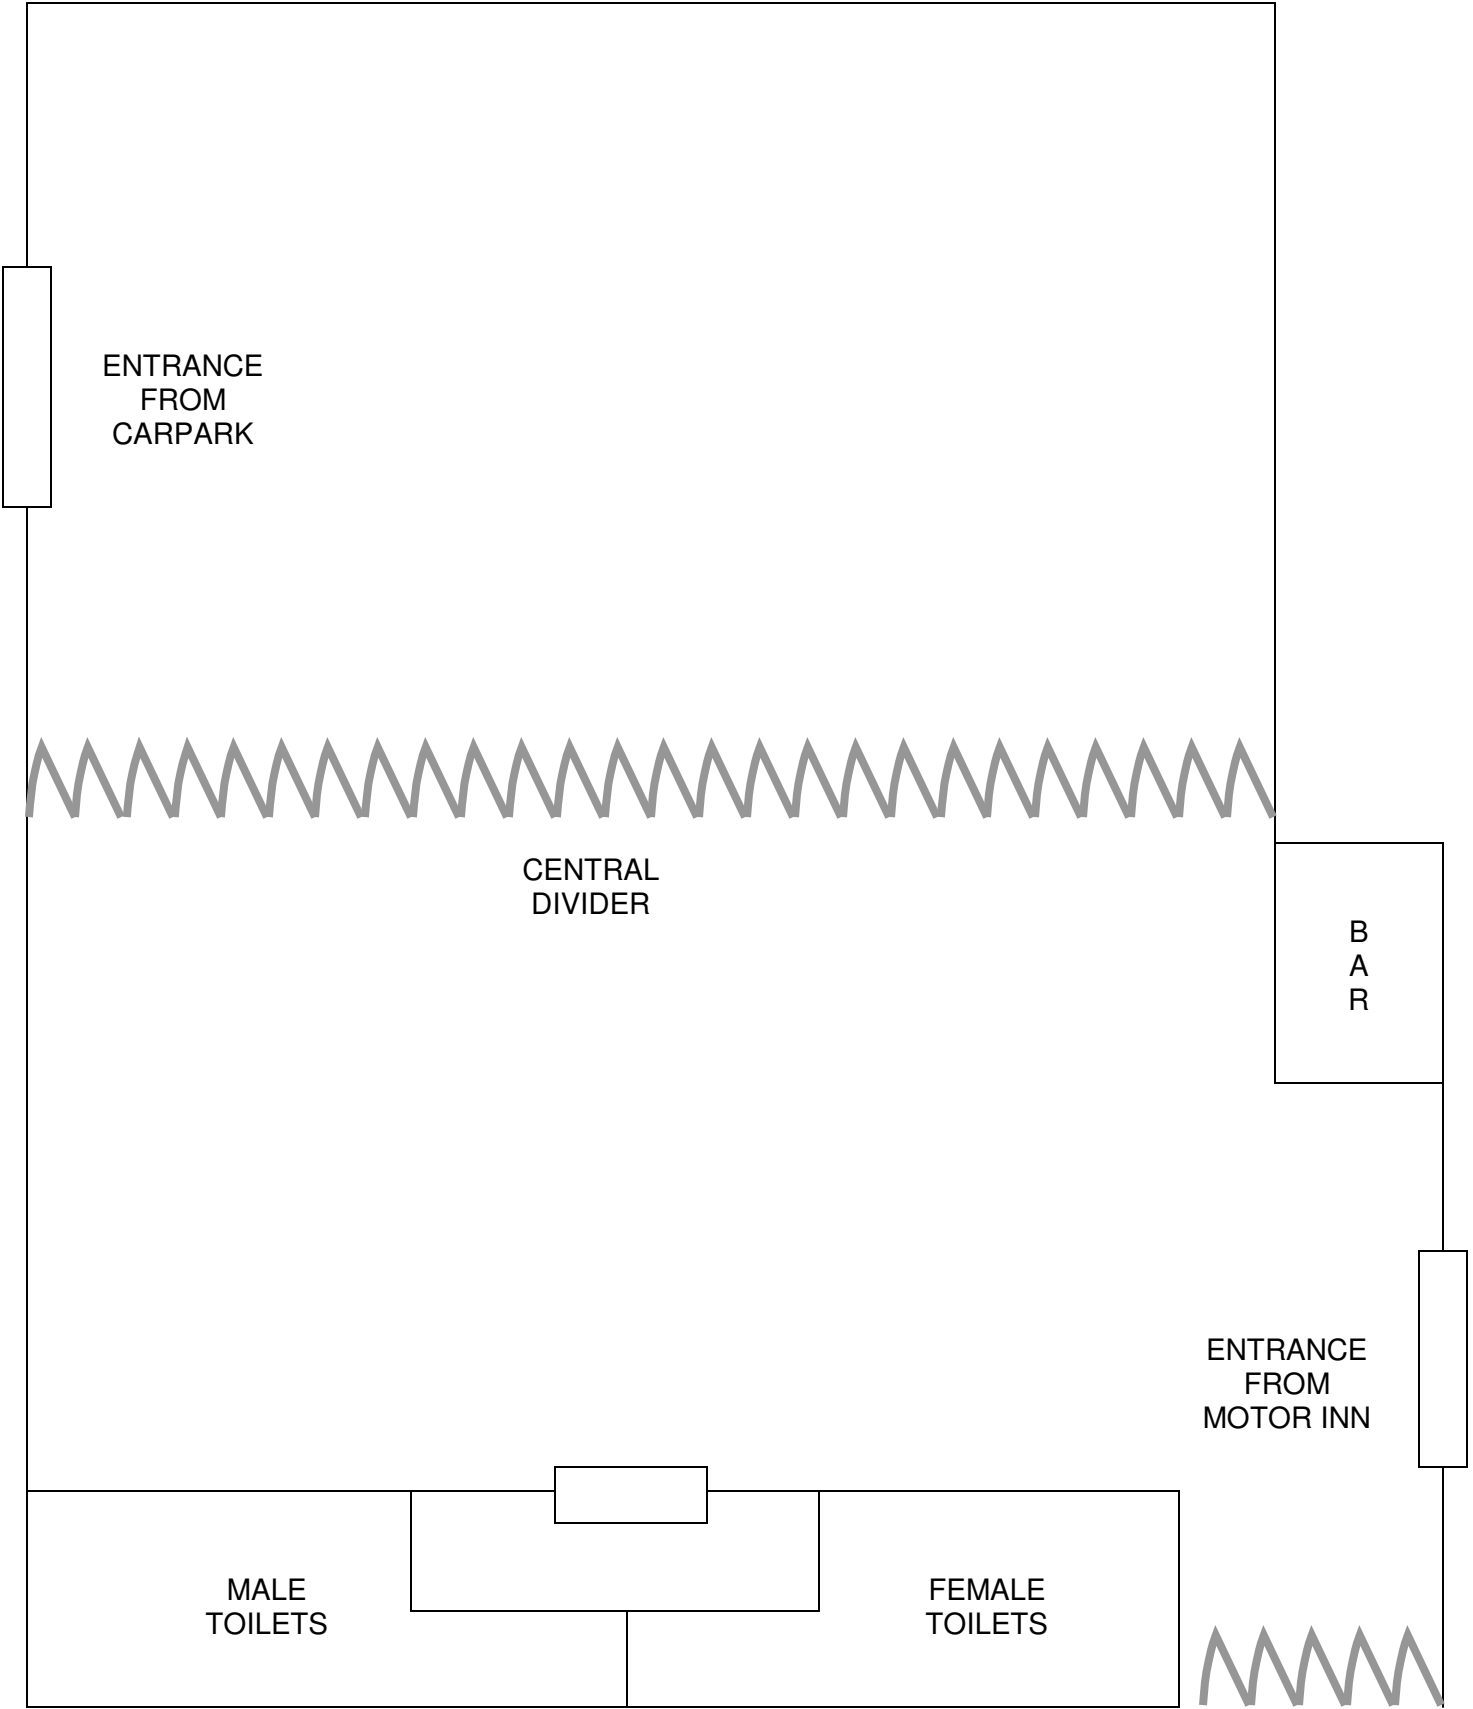 ENTRANCE
FROM
CARPARK
CENTRAL
DIVIDER
B
A
R
ENTRANCE
FROM
MOTOR INN
MALE
TOILETS
FEMALE
TOILETS